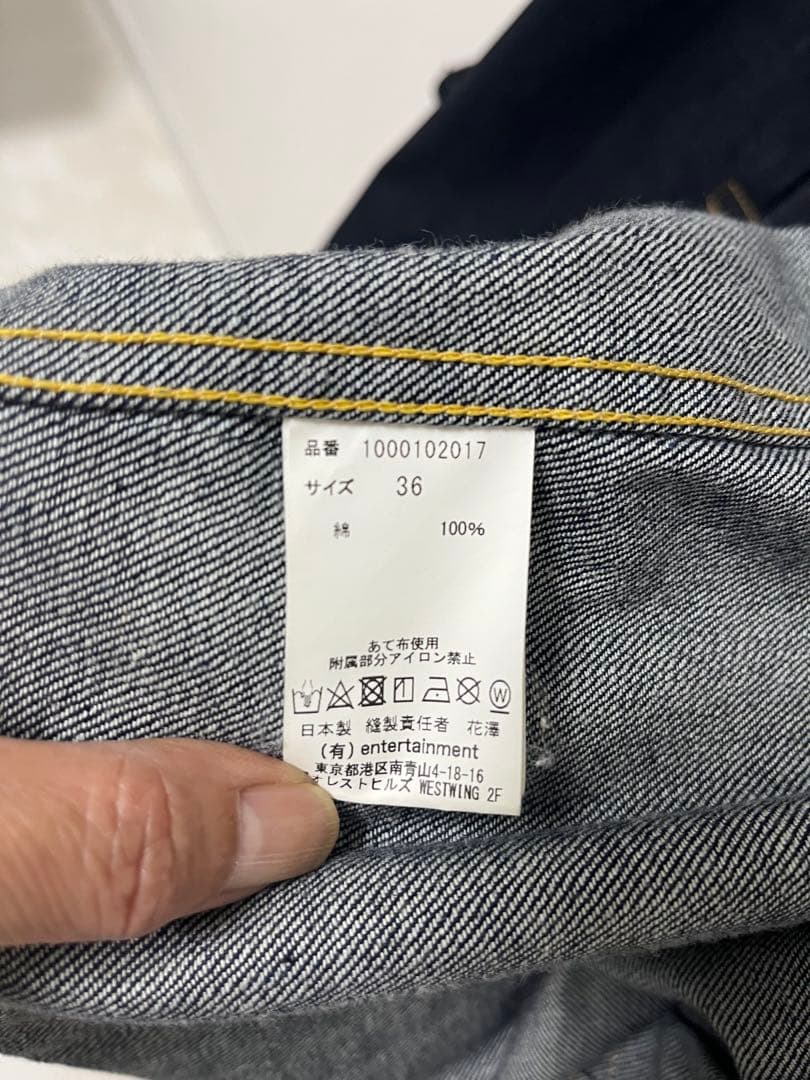 品番 1000102017
サイズ 36
綿 100%
あて布使用
附属部分アイロン禁止
W
日本製 縫製責任者 花澤
(有) entertainment
東京都港区南青山4-18-16
レストヒルズ WESTWING 2F